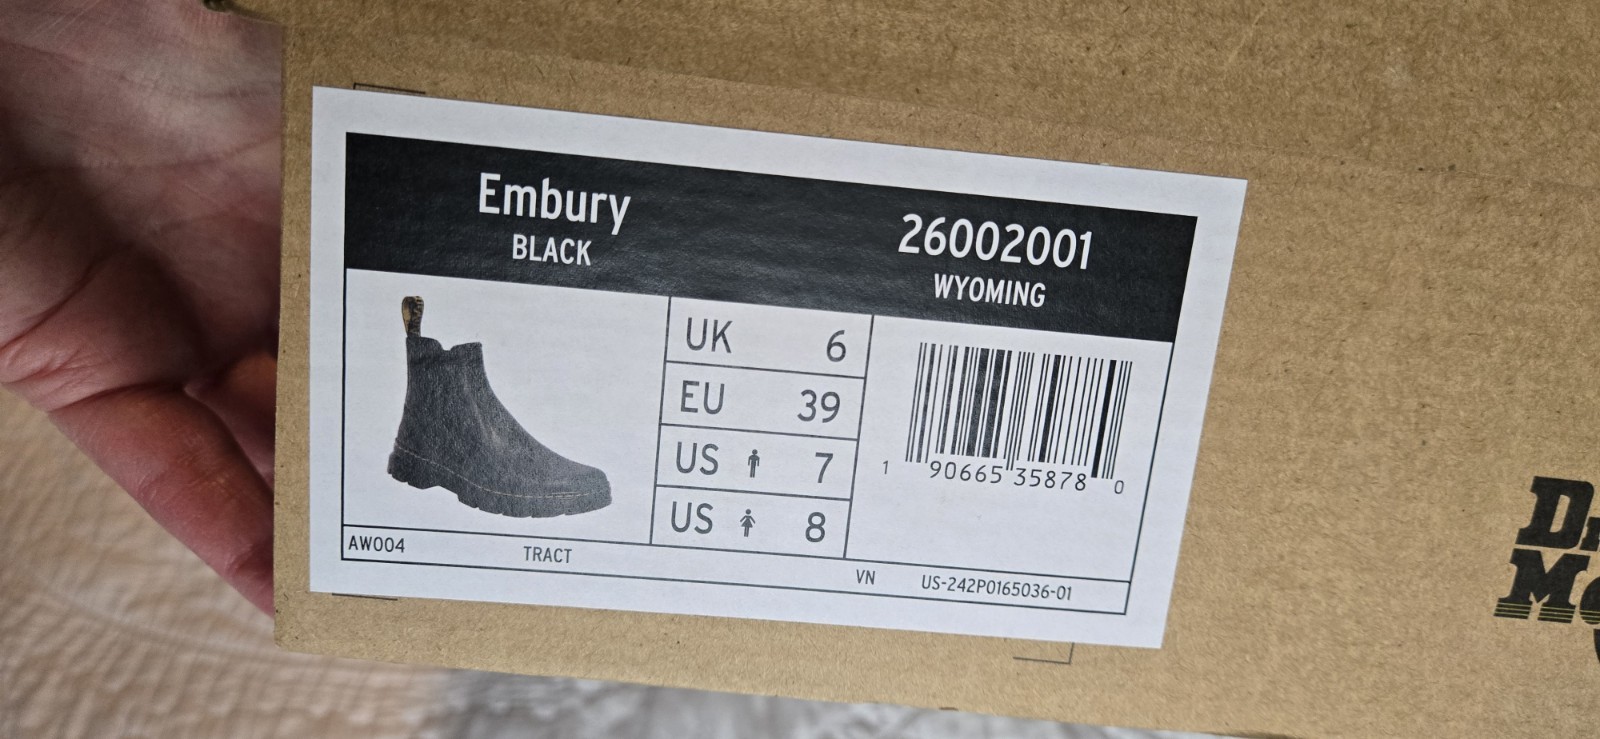 Embury
BLACK
26002001
WYOMING
UK 6
EU 39
US 7
US 8
1 90665 35878 0
AW004 TRACT VN US-242P0165036-01